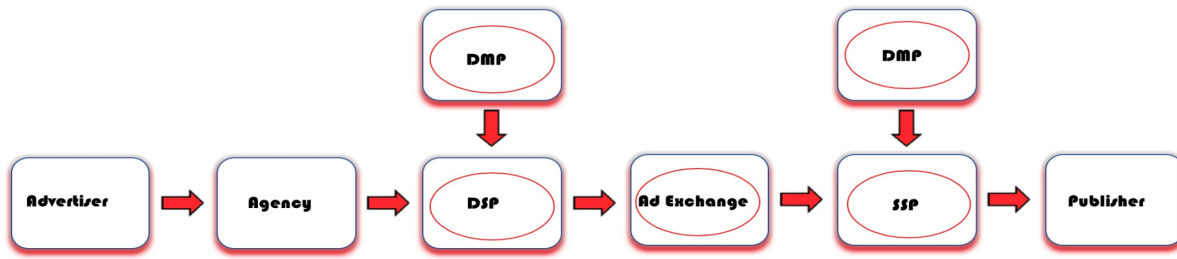 DMP
DMP
Advertiser
Agency
DSP
Ad Exchange
SSP
Publisher